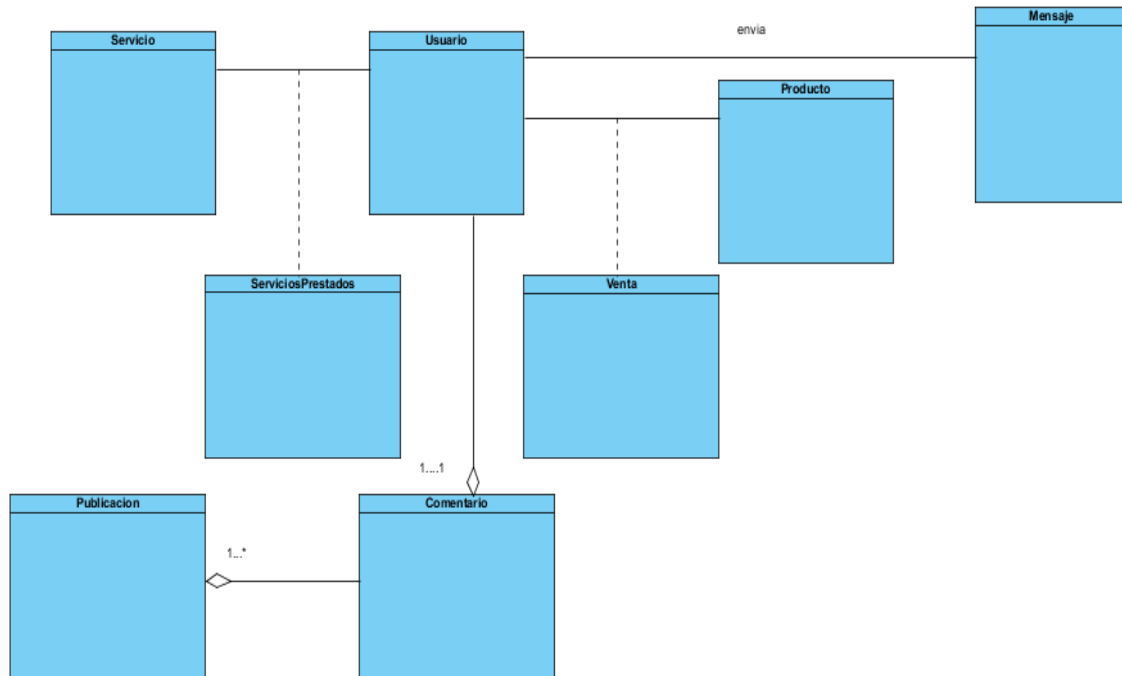 Mensaje
envia
Servicio
Usuario
Producto
ServiciosPrestados
Venta
1....1
Publicacion
Comentario
1...*